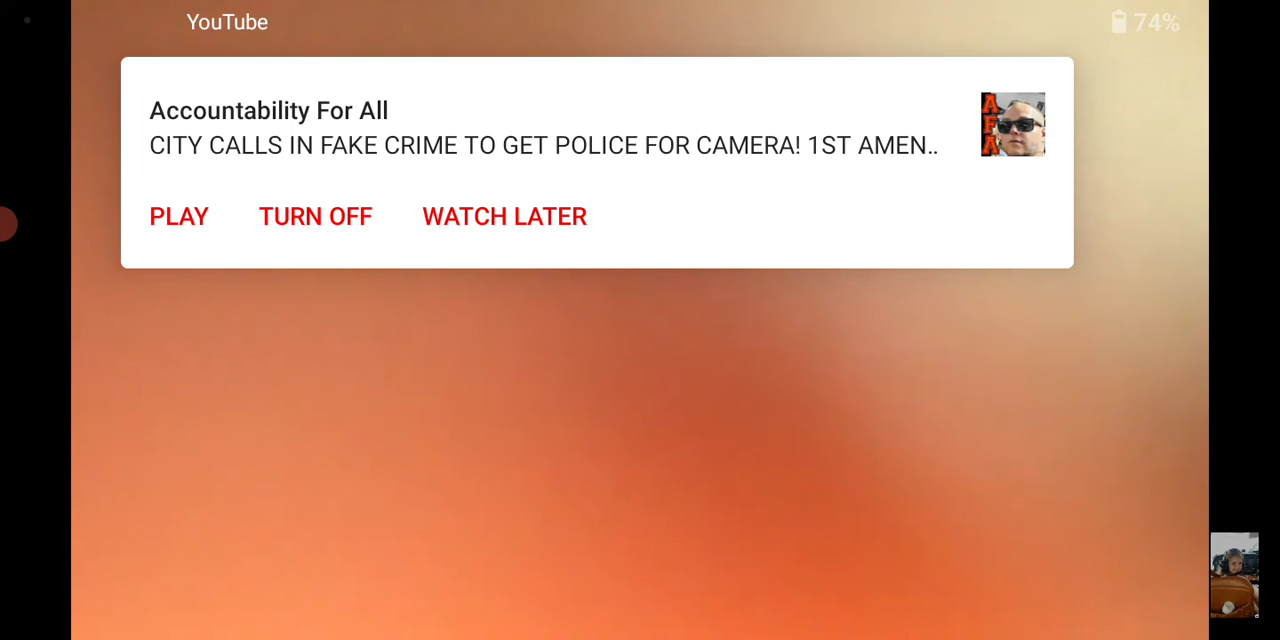 YouTube
74%
Accountability For All
CITY CALLS IN FAKE CRIME TO GET POLICE FOR CAMERA! 1ST AMEN..
AFA
PLAY TURN OFF WATCH LATER